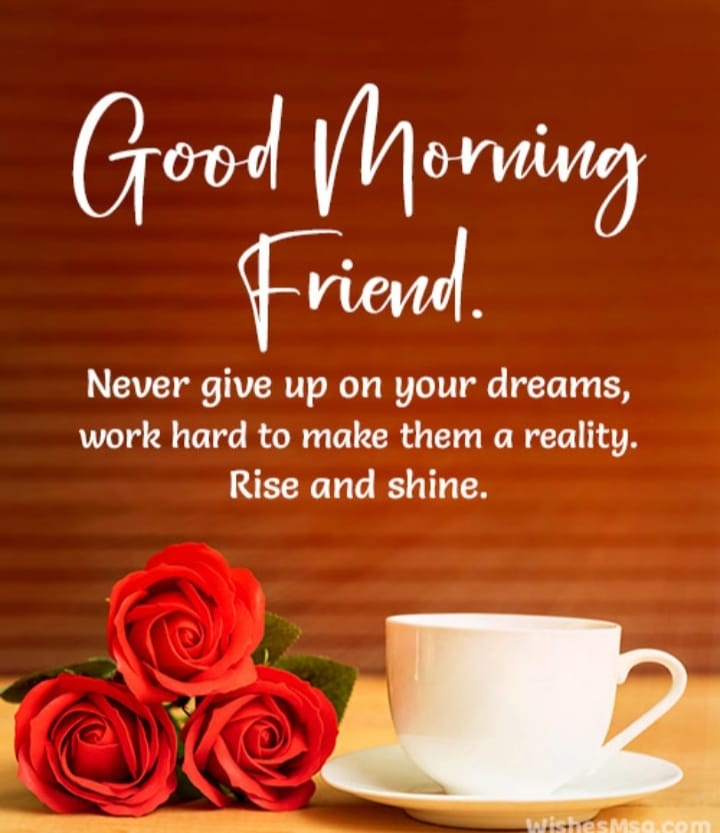 Good Morning
Friend.
Never give up on your dreams,
work hard to make them a reality.
Rise and shine.
WishesMsg.com